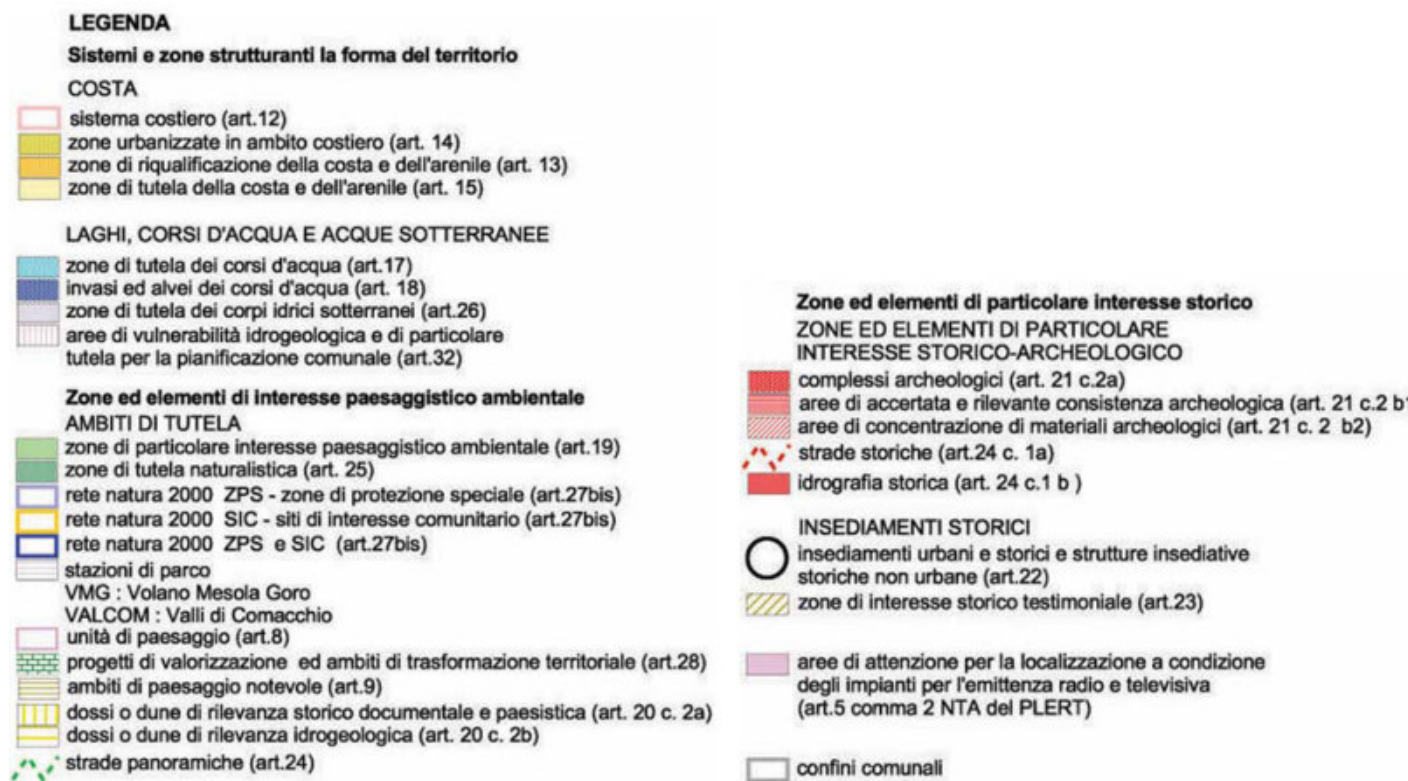 LEGENDA
Sistemi e zone strutturanti la forma del territorio
COSTA
sistema costiero (art.12)
zone urbanizzate in ambito costiero (art. 14)
zone di riqualificazione della costa e dell'arenile (art. 13)
zone di tutela della costa e dell'arenile (art. 15)
LAGHI, CORSI D'ACQUA E ACQUE SOTTERRANEE
zone di tutela dei corsi d'acqua (art.17)
invasi ed alvei dei corsi d'acqua (art. 18)
zone di tutela dei corpi idrici sotterranei (art.26)
aree di vulnerabilità idrogeologica e di particolare
tutela per la pianificazione comunale (art.32)
Zone ed elementi di interesse paesaggistico ambientale
AMBITI DI TUTELA
zone di particolare interesse paesaggistico ambientale (art.19)
zone di tutela naturalistica (art. 25)
rete natura 2000 ZPS - zone di protezione speciale (art.27bis)
rete natura 2000 SIC - siti di interesse comunitario (art.27bis)
rete natura 2000 ZPS e SIC (art.27bis)
stazioni di parco
VMG : Volano Mesola Goro
VALCOM : Valli di Comacchio
unità di paesaggio (art.8)
progetti di valorizzazione ed ambiti di trasformazione territoriale (art.28)
ambiti di paesaggio notevole (art.9)
dossi o dune di rilevanza storico documentale e paesistica (art. 20 c. 2a)
dossi o dune di rilevanza idrogeologica (art. 20 c. 2b)
strade panoramiche (art.24)
Zone ed elementi di particolare interesse storico
ZONE ED ELEMENTI DI PARTICOLARE
INTERESSE STORICO-ARCHEOLOGICO
complessi archeologici (art. 21 c.2a)
aree di accertata e rilevante consistenza archeologica (art. 21 c.2 b1
aree di concentrazione di materiali archeologici (art. 21 c. 2 b2)
strade storiche (art.24 c. 1a)
idrografia storica (art. 24 c.1 b )
INSEDIAMENTI STORICI
insediamenti urbani e storici e strutture insediative
storiche non urbane (art.22)
zone di interesse storico testimoniale (art.23)
aree di attenzione per la localizzazione a condizione
degli impianti per l'emittenza radio e televisiva
(art.5 comma 2 NTA del PLERT)
confini comunali